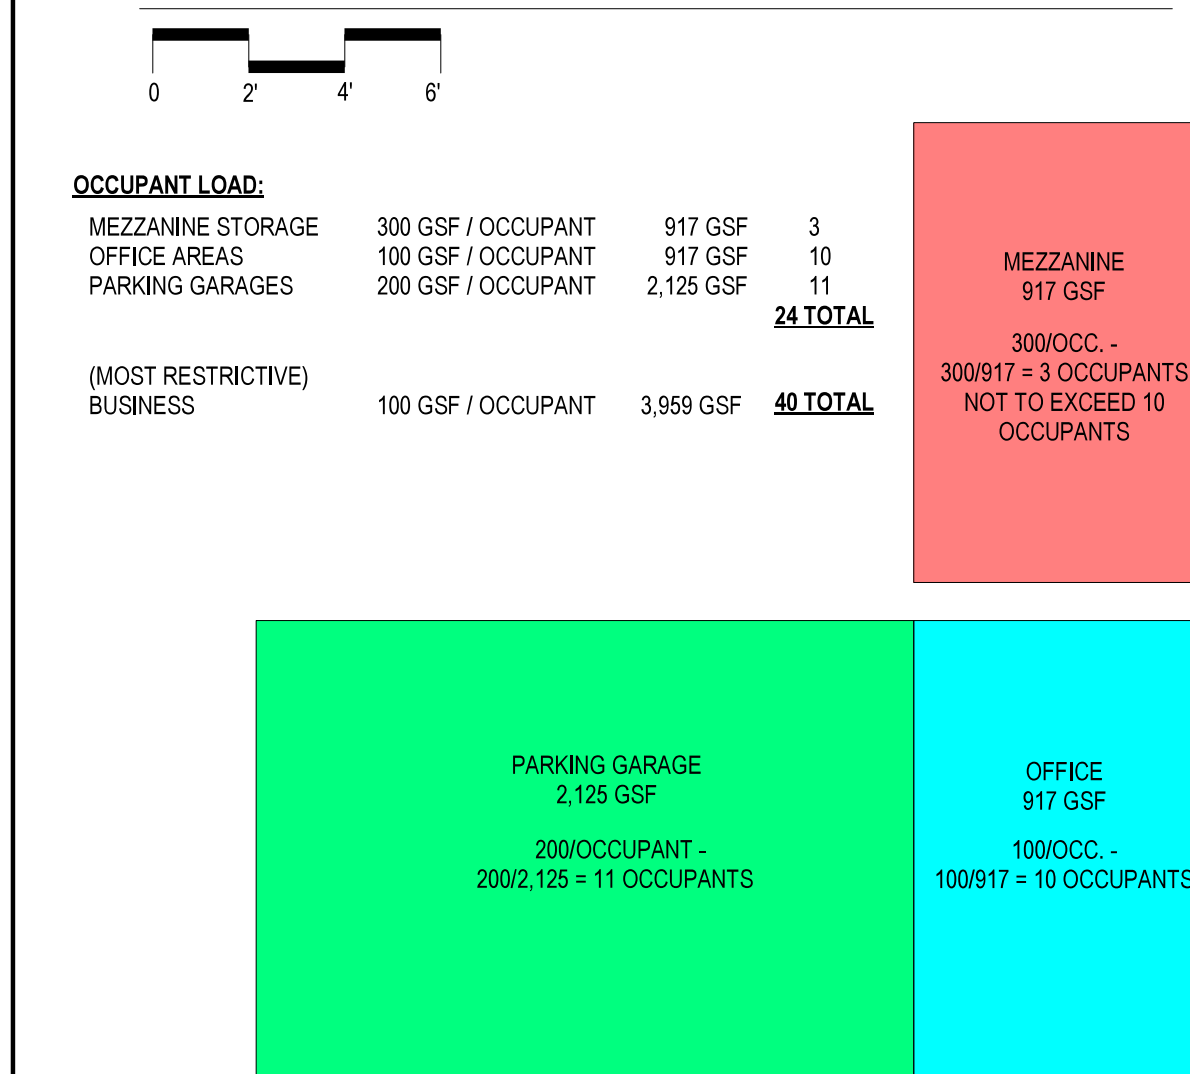 0 2' 4' 6'
OCCUPANT LOAD:
MEZZANINE STORAGE 300 GSF / OCCUPANT 917 GSF 3
OFFICE AREAS 100 GSF / OCCUPANT 917 GSF 10
PARKING GARAGES 200 GSF / OCCUPANT 2,125 GSF 11
24 TOTAL
(MOST RESTRICTIVE)
BUSINESS 100 GSF / OCCUPANT 3,959 GSF 40 TOTAL
MEZZANINE
917 GSF
300/OCC. -
300/917 = 3 OCCUPANTS
NOT TO EXCEED 10
OCCUPANTS
PARKING GARAGE
2,125 GSF
200/OCCUPANT -
200/2,125 = 11 OCCUPANTS
OFFICE
917 GSF
100/OCC. -
100/917 = 10 OCCUPANTS